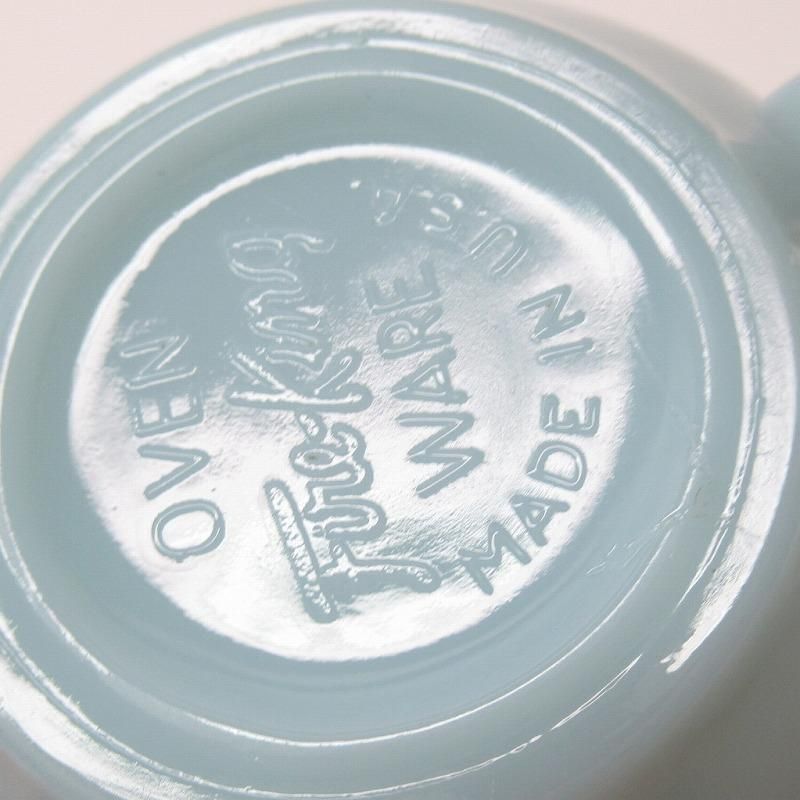 OVEN
Fire-King
WARE
MADE IN U.S.A.